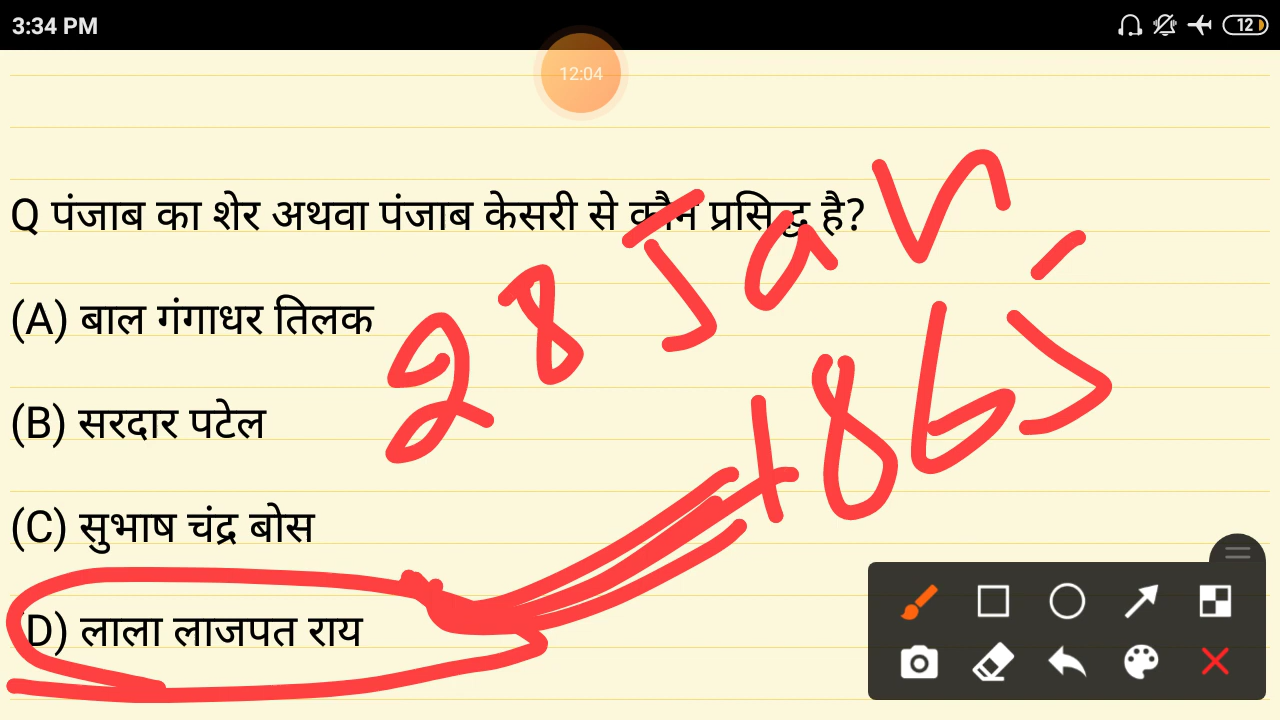 3:34 PM
12
12:04
Q पंजाब का शेर अथवा पंजाब केसरी से कौन प्रसिद्ध है?
(A) बाल गंगाधर तिलक
(B) सरदार पटेल
(C) सुभाष चंद्र बोस
(D) लाला लाजपत राय
28 Jan
1865